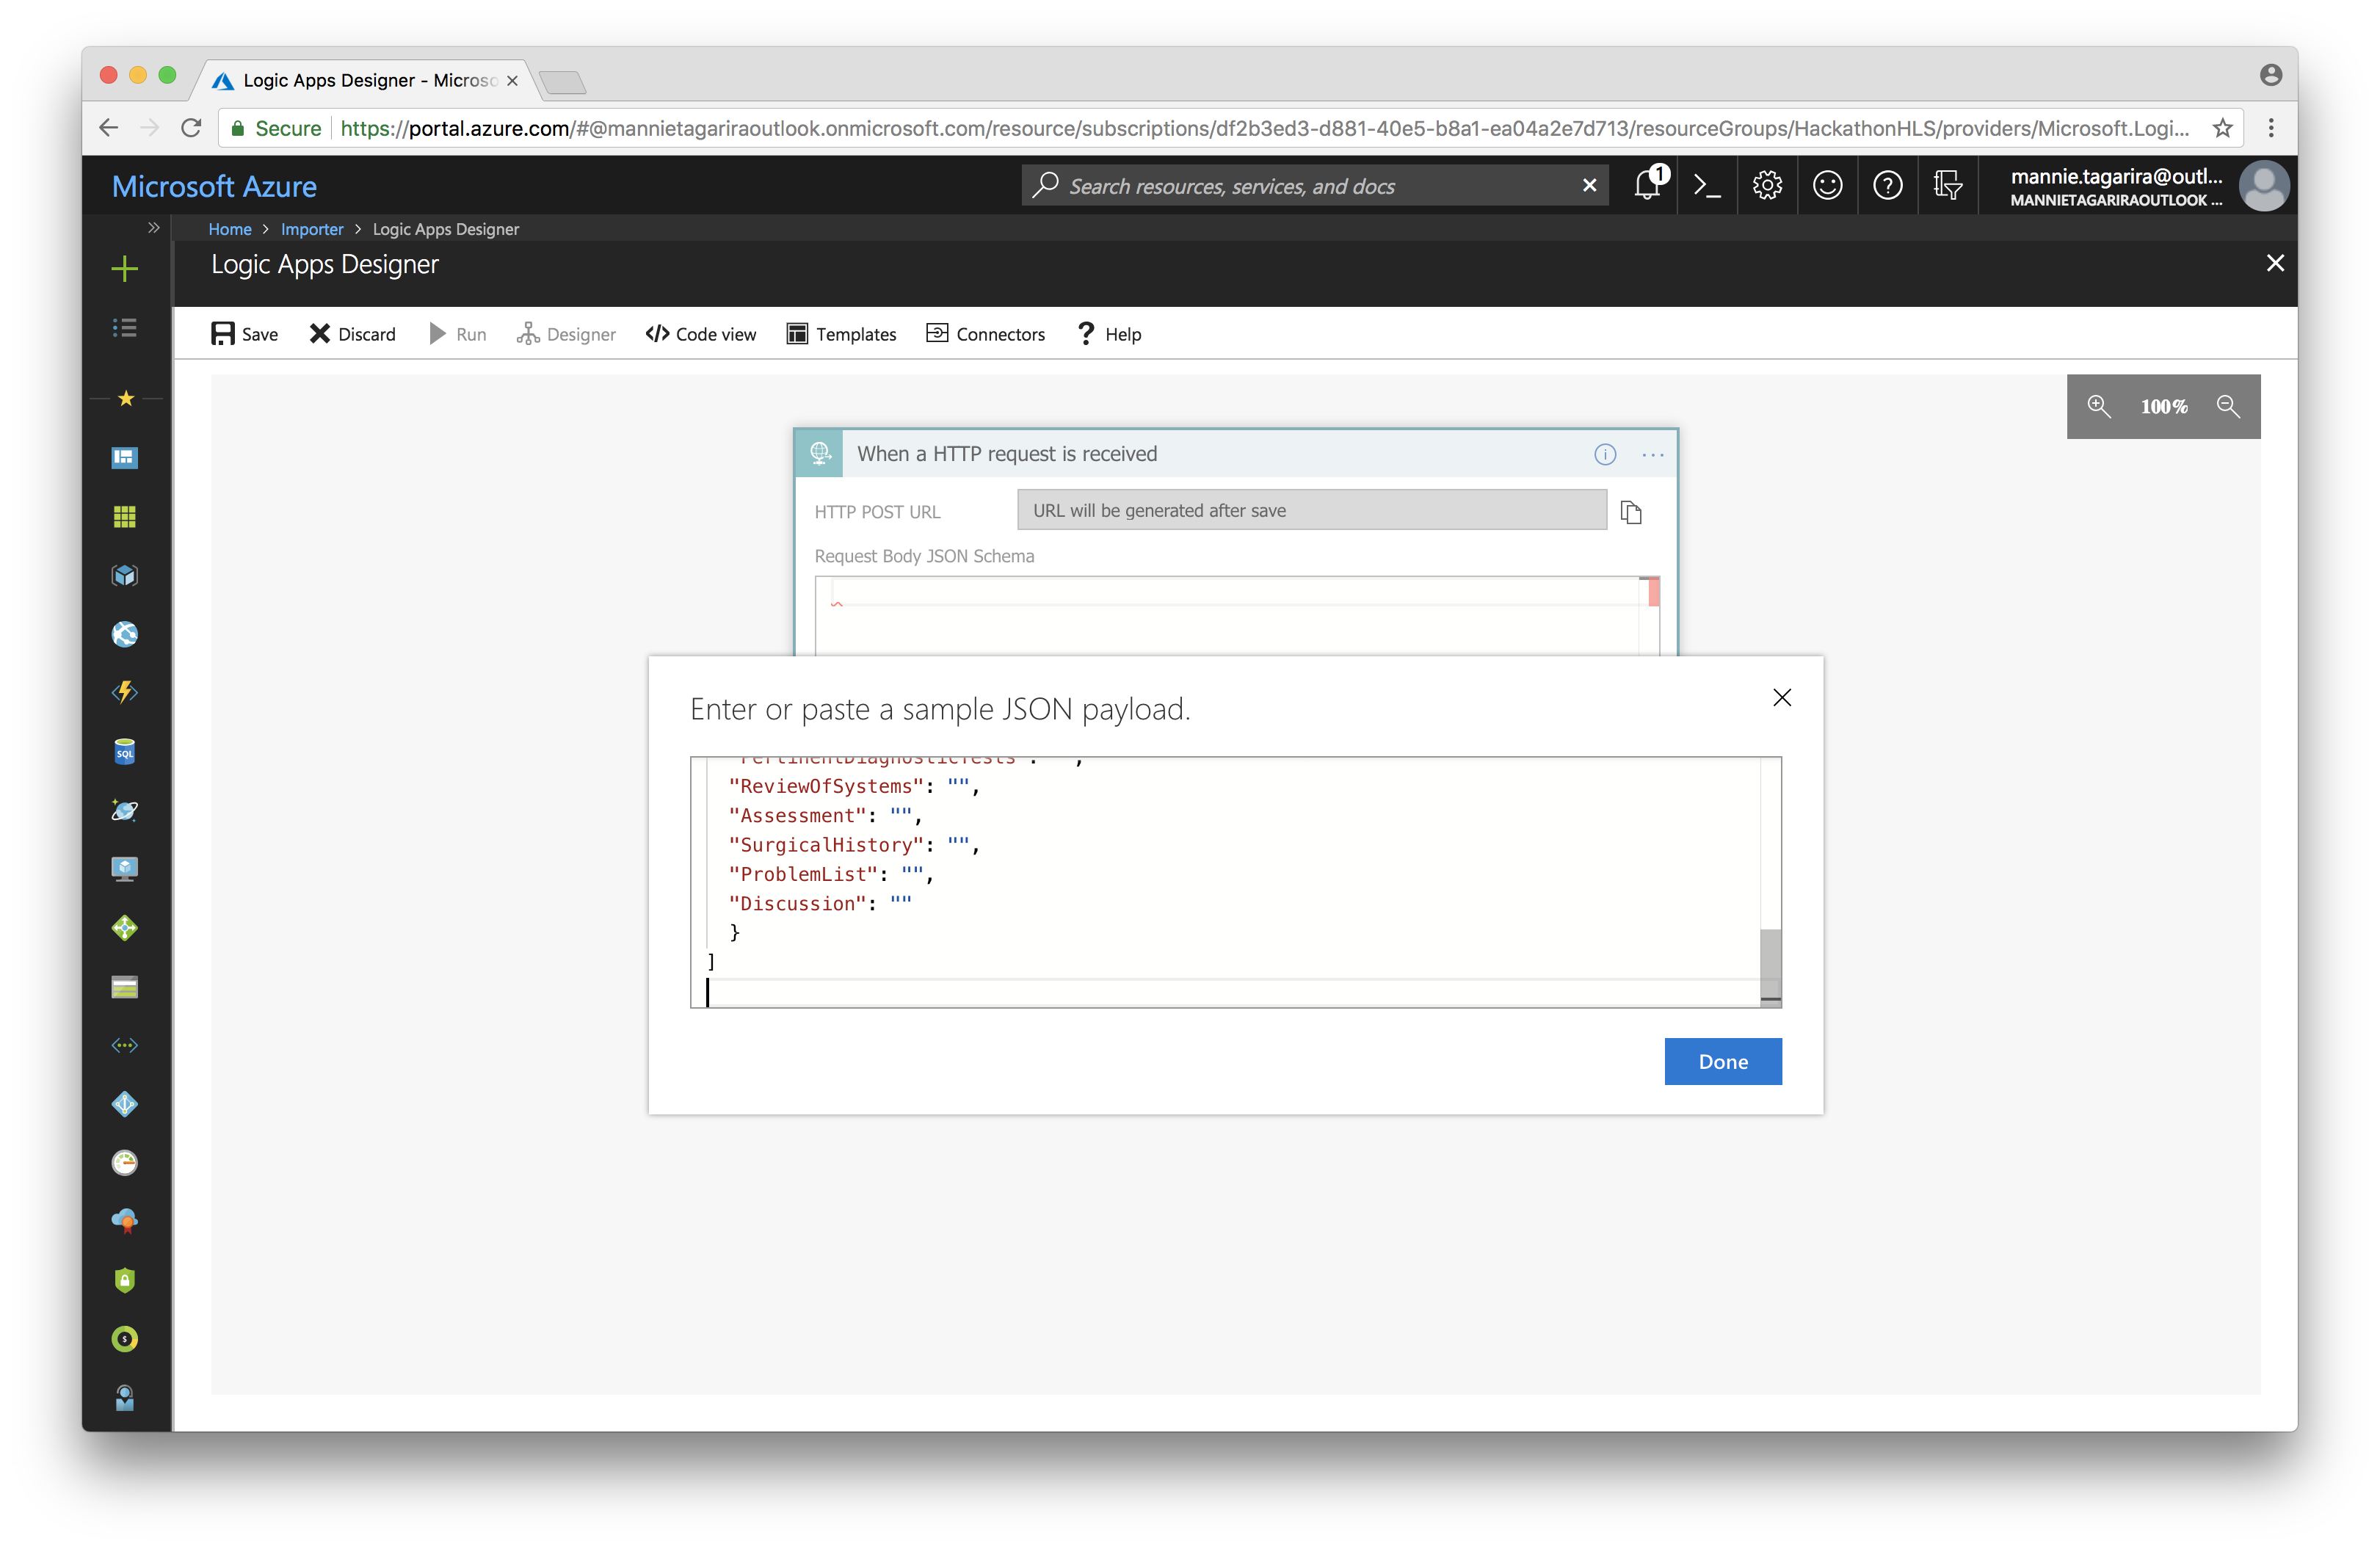 Logic Apps Designer - Micros
Secure https://portal.azure.com/#@mannietagariraoutlook.onmicrosoft.com/resource/subscriptions/df2b3ed3-d881-40e5-b8a1-ea04a2e7d713/resourceGroups/HackathonHLS/providers/Microsoft.Logi...
Microsoft Azure
Search resources, services, and docs
1
mannie.tagarira@outl...
MANNIETAGARIRAOUTLOOK ...
Home > Importer > Logic Apps Designer
Logic Apps Designer
Save Discard Run Designer Code view Templates Connectors Help
100%
When a HTTP request is received
HTTP POST URL URL will be generated after save
Request Body JSON Schema
Enter or paste a sample JSON payload.
"PertinentDiagnosticTests": "",
"ReviewOfSystems": "",
"Assessment": "",
"SurgicalHistory": "",
"ProblemList": "",
"Discussion": ""
}
]
Done
SQL